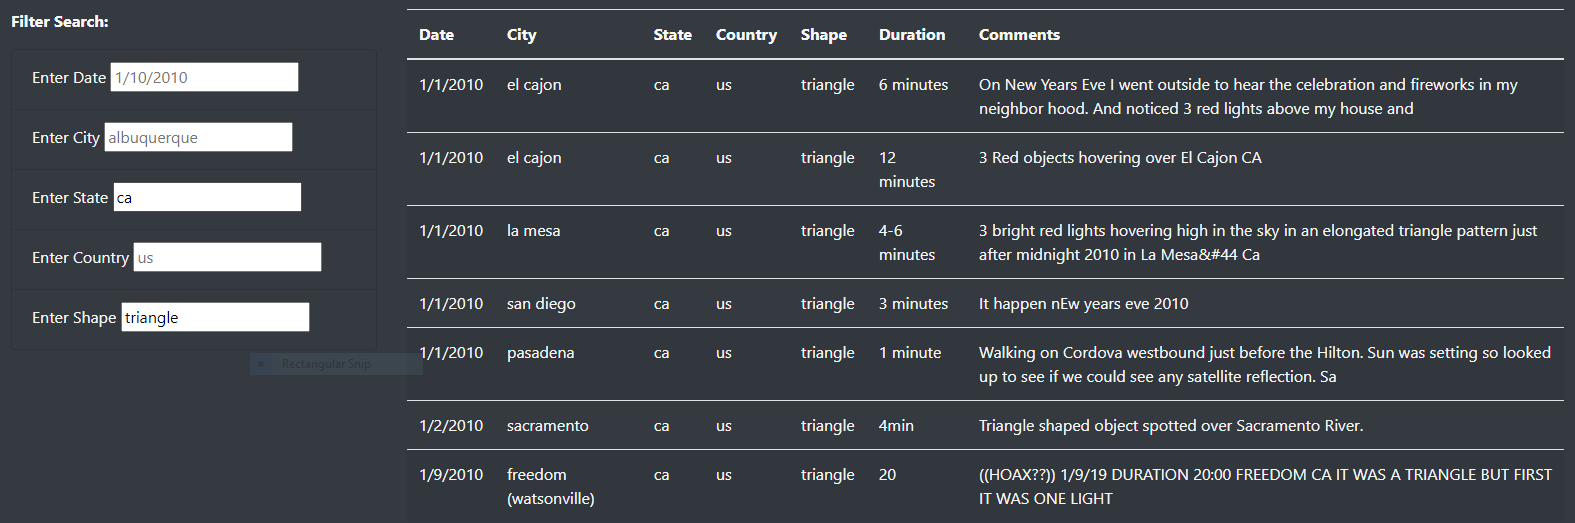 Filter Search:
Enter Date 1/10/2010
Enter City albuquerque
Enter State ca
Enter Country us
Enter Shape triangle
Rectangular Snip
Date City State Country Shape Duration Comments
1/1/2010 el cajon ca us triangle 6 minutes On New Years Eve I went outside to hear the celebration and fireworks in my
neighbor hood. And noticed 3 red lights above my house and
1/1/2010 el cajon ca us triangle 12 3 Red objects hovering over El Cajon CA
minutes
1/1/2010 la mesa ca us triangle 4-6 3 bright red lights hovering high in the sky in an elongated triangle pattern just
minutes after midnight 2010 in La Mesa&#44 Ca
1/1/2010 san diego ca us triangle 3 minutes It happen nEw years eve 2010
1/1/2010 pasadena ca us triangle 1 minute Walking on Cordova westbound just before the Hilton. Sun was setting so looked
up to see if we could see any satellite reflection. Sa
1/2/2010 sacramento ca us triangle 4min Triangle shaped object spotted over Sacramento River.
1/9/2010 freedom ca us triangle 20 ((HOAX??)) 1/9/19 DURATION 20:00 FREEDOM CA IT WAS A TRIANGLE BUT FIRST
(watsonville) IT WAS ONE LIGHT